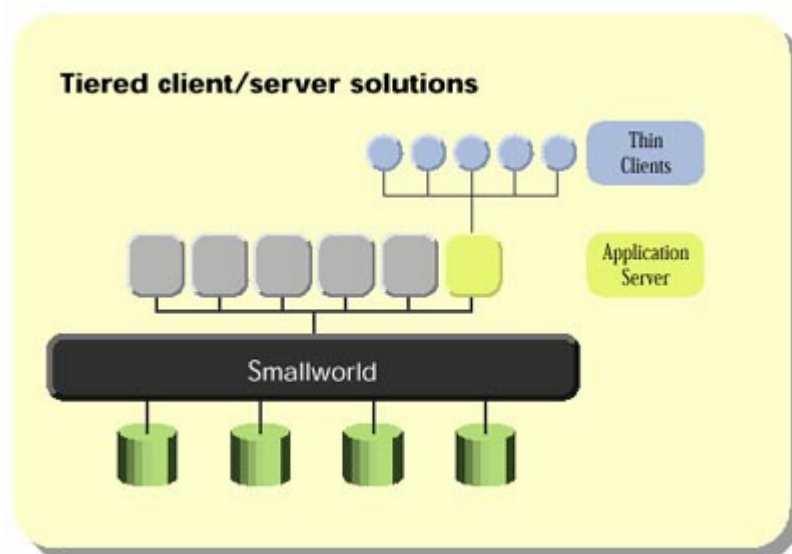 Tiered client/server solutions
Thin
Clients
Application
Server
Smallworld